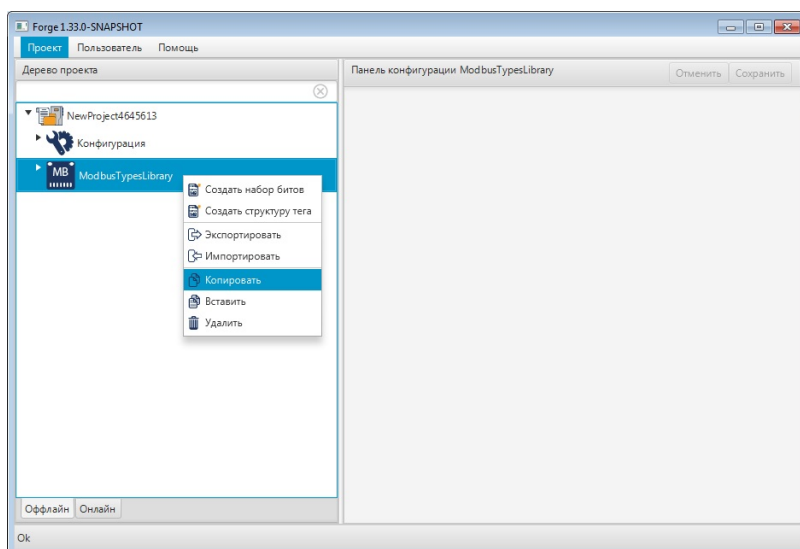 Forge 1.33.0-SNAPSHOT
Проект Пользователь Помощь
Дерево проекта
Панель конфигурации ModbusTypesLibrary
Отменить Сохранить
NewProject4645613
Конфигурация
MB
ModbusTypesLibrary
Создать набор битов
Создать структуру тега
Экспортировать
Импортировать
Копировать
Вставить
Удалить
Оффлайн Онлайн
Ok